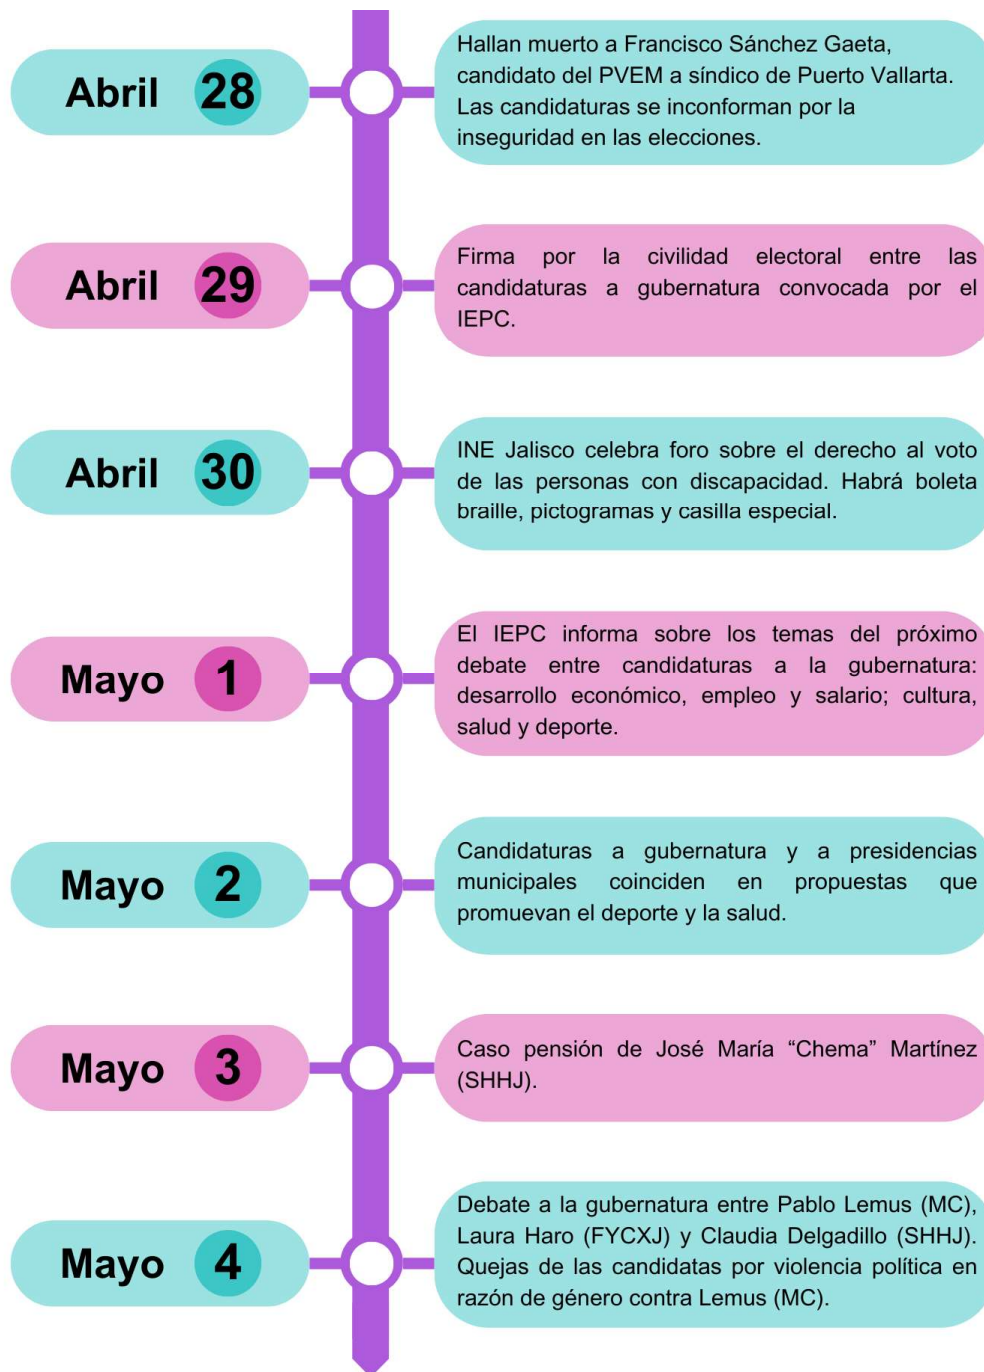 Abril 28
Hallan muerto a Francisco Sánchez Gaeta,
candidato del PVEM a síndico de Puerto Vallarta.
Las candidaturas se inconforman por la
inseguridad en las elecciones.
Abril 29
Firma por la civilidad electoral entre las
candidaturas a gubernatura convocada por el
IEPC.
Abril 30
INE Jalisco celebra foro sobre el derecho al voto
de las personas con discapacidad. Habrá boleta
braille, pictogramas y casilla especial.
Mayo 1
El IEPC informa sobre los temas del próximo
debate entre candidaturas a la gubernatura:
desarrollo económico, empleo y salario; cultura,
salud y deporte.
Mayo 2
Candidaturas a gubernatura y a presidencias
municipales coinciden en propuestas que
promuevan el deporte y la salud.
Mayo 3
Caso pensión de José María “Chema” Martínez
(SHHJ).
Mayo 4
Debate a la gubernatura entre Pablo Lemus (MC),
Laura Haro (FYCXJ) y Claudia Delgadillo (SHHJ).
Quejas de las candidatas por violencia política en
razón de género contra Lemus (MC).